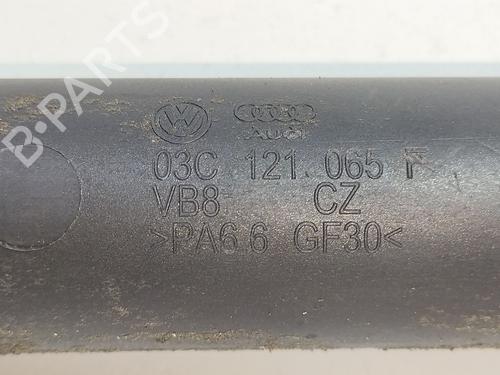 AUDI
03C 121 065 F
VB8 CZ
>PA6.6 GF30<
B-PARTS